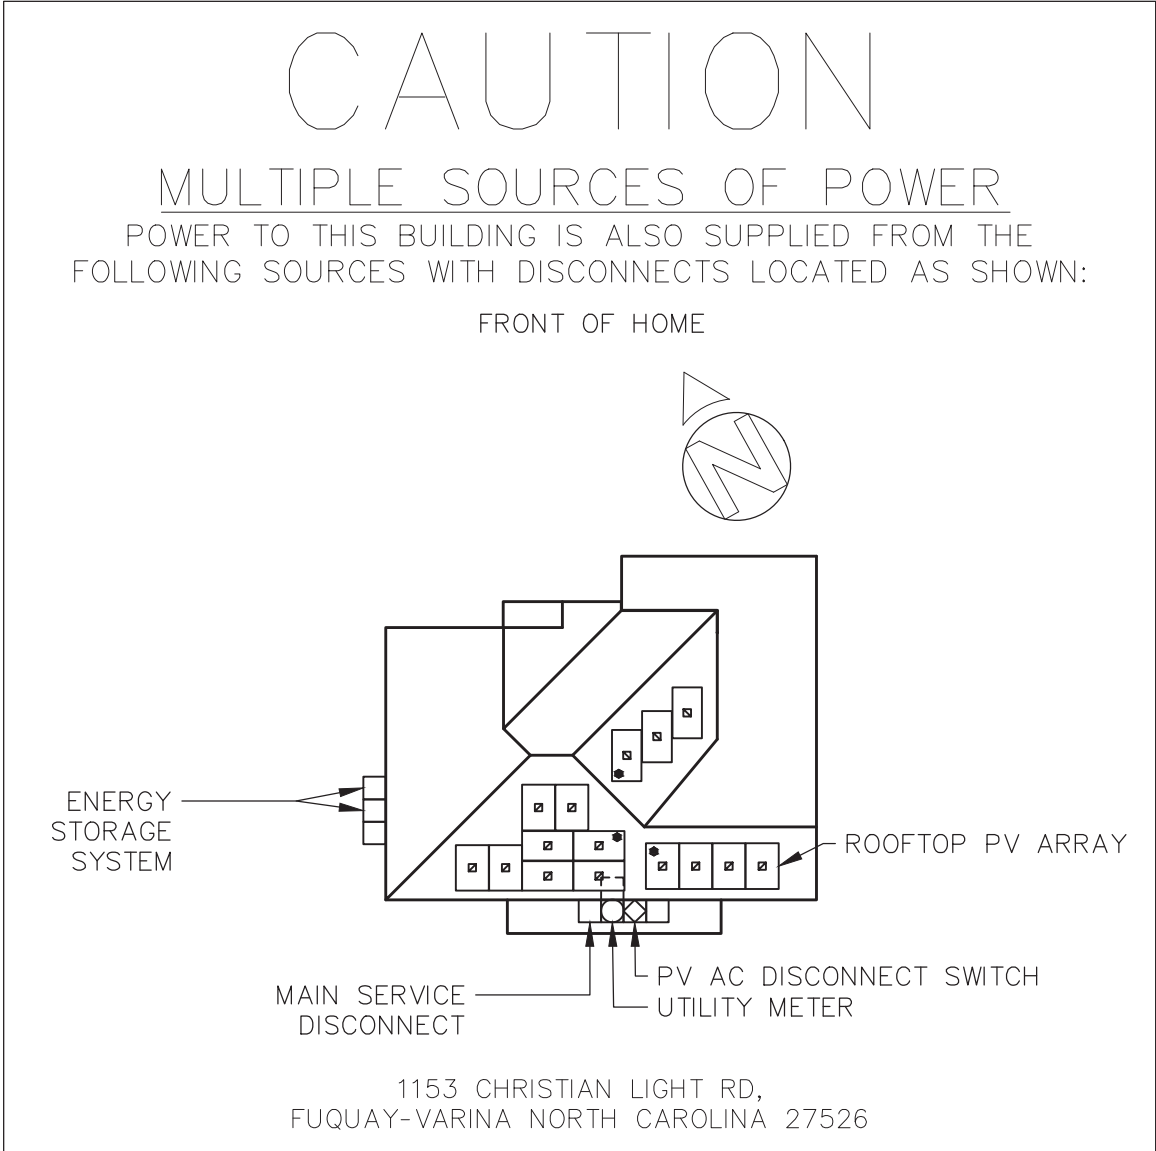 CAUTION
MULTIPLE SOURCES OF POWER
POWER TO THIS BUILDING IS ALSO SUPPLIED FROM THE
FOLLOWING SOURCES WITH DISCONNECTS LOCATED AS SHOWN:
FRONT OF HOME
N
ENERGY
STORAGE
SYSTEM
ROOFTOP PV ARRAY
PV AC DISCONNECT SWITCH
UTILITY METER
MAIN SERVICE
DISCONNECT
1153 CHRISTIAN LIGHT RD,
FUQUAY-VARINA NORTH CAROLINA 27526